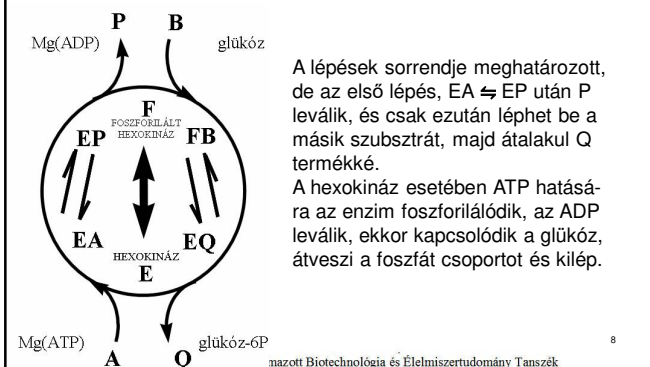 P B
Mg(ADP) glükóz
F
FOSZFORILÁLT
HEXOKINÁZ
EP FB
EA EQ
HEXOKINÁZ
E
Mg(ATP) glükóz-6P
A Q
A lépések sorrendje meghatározott,
de az első lépés, EA ⇋ EP után P
leválik, és csak ezután léphet be a
másik szubsztrát, majd átalakul Q
termékké.
A hexokináz esetében ATP hatásá-
ra az enzim foszforilálódik, az ADP
leválik, ekkor kapcsolódik a glükóz,
átveszi a foszfát csoportot és kilép.
8
mazott Biotechnológia és Élelmiszertudomány Tanszék